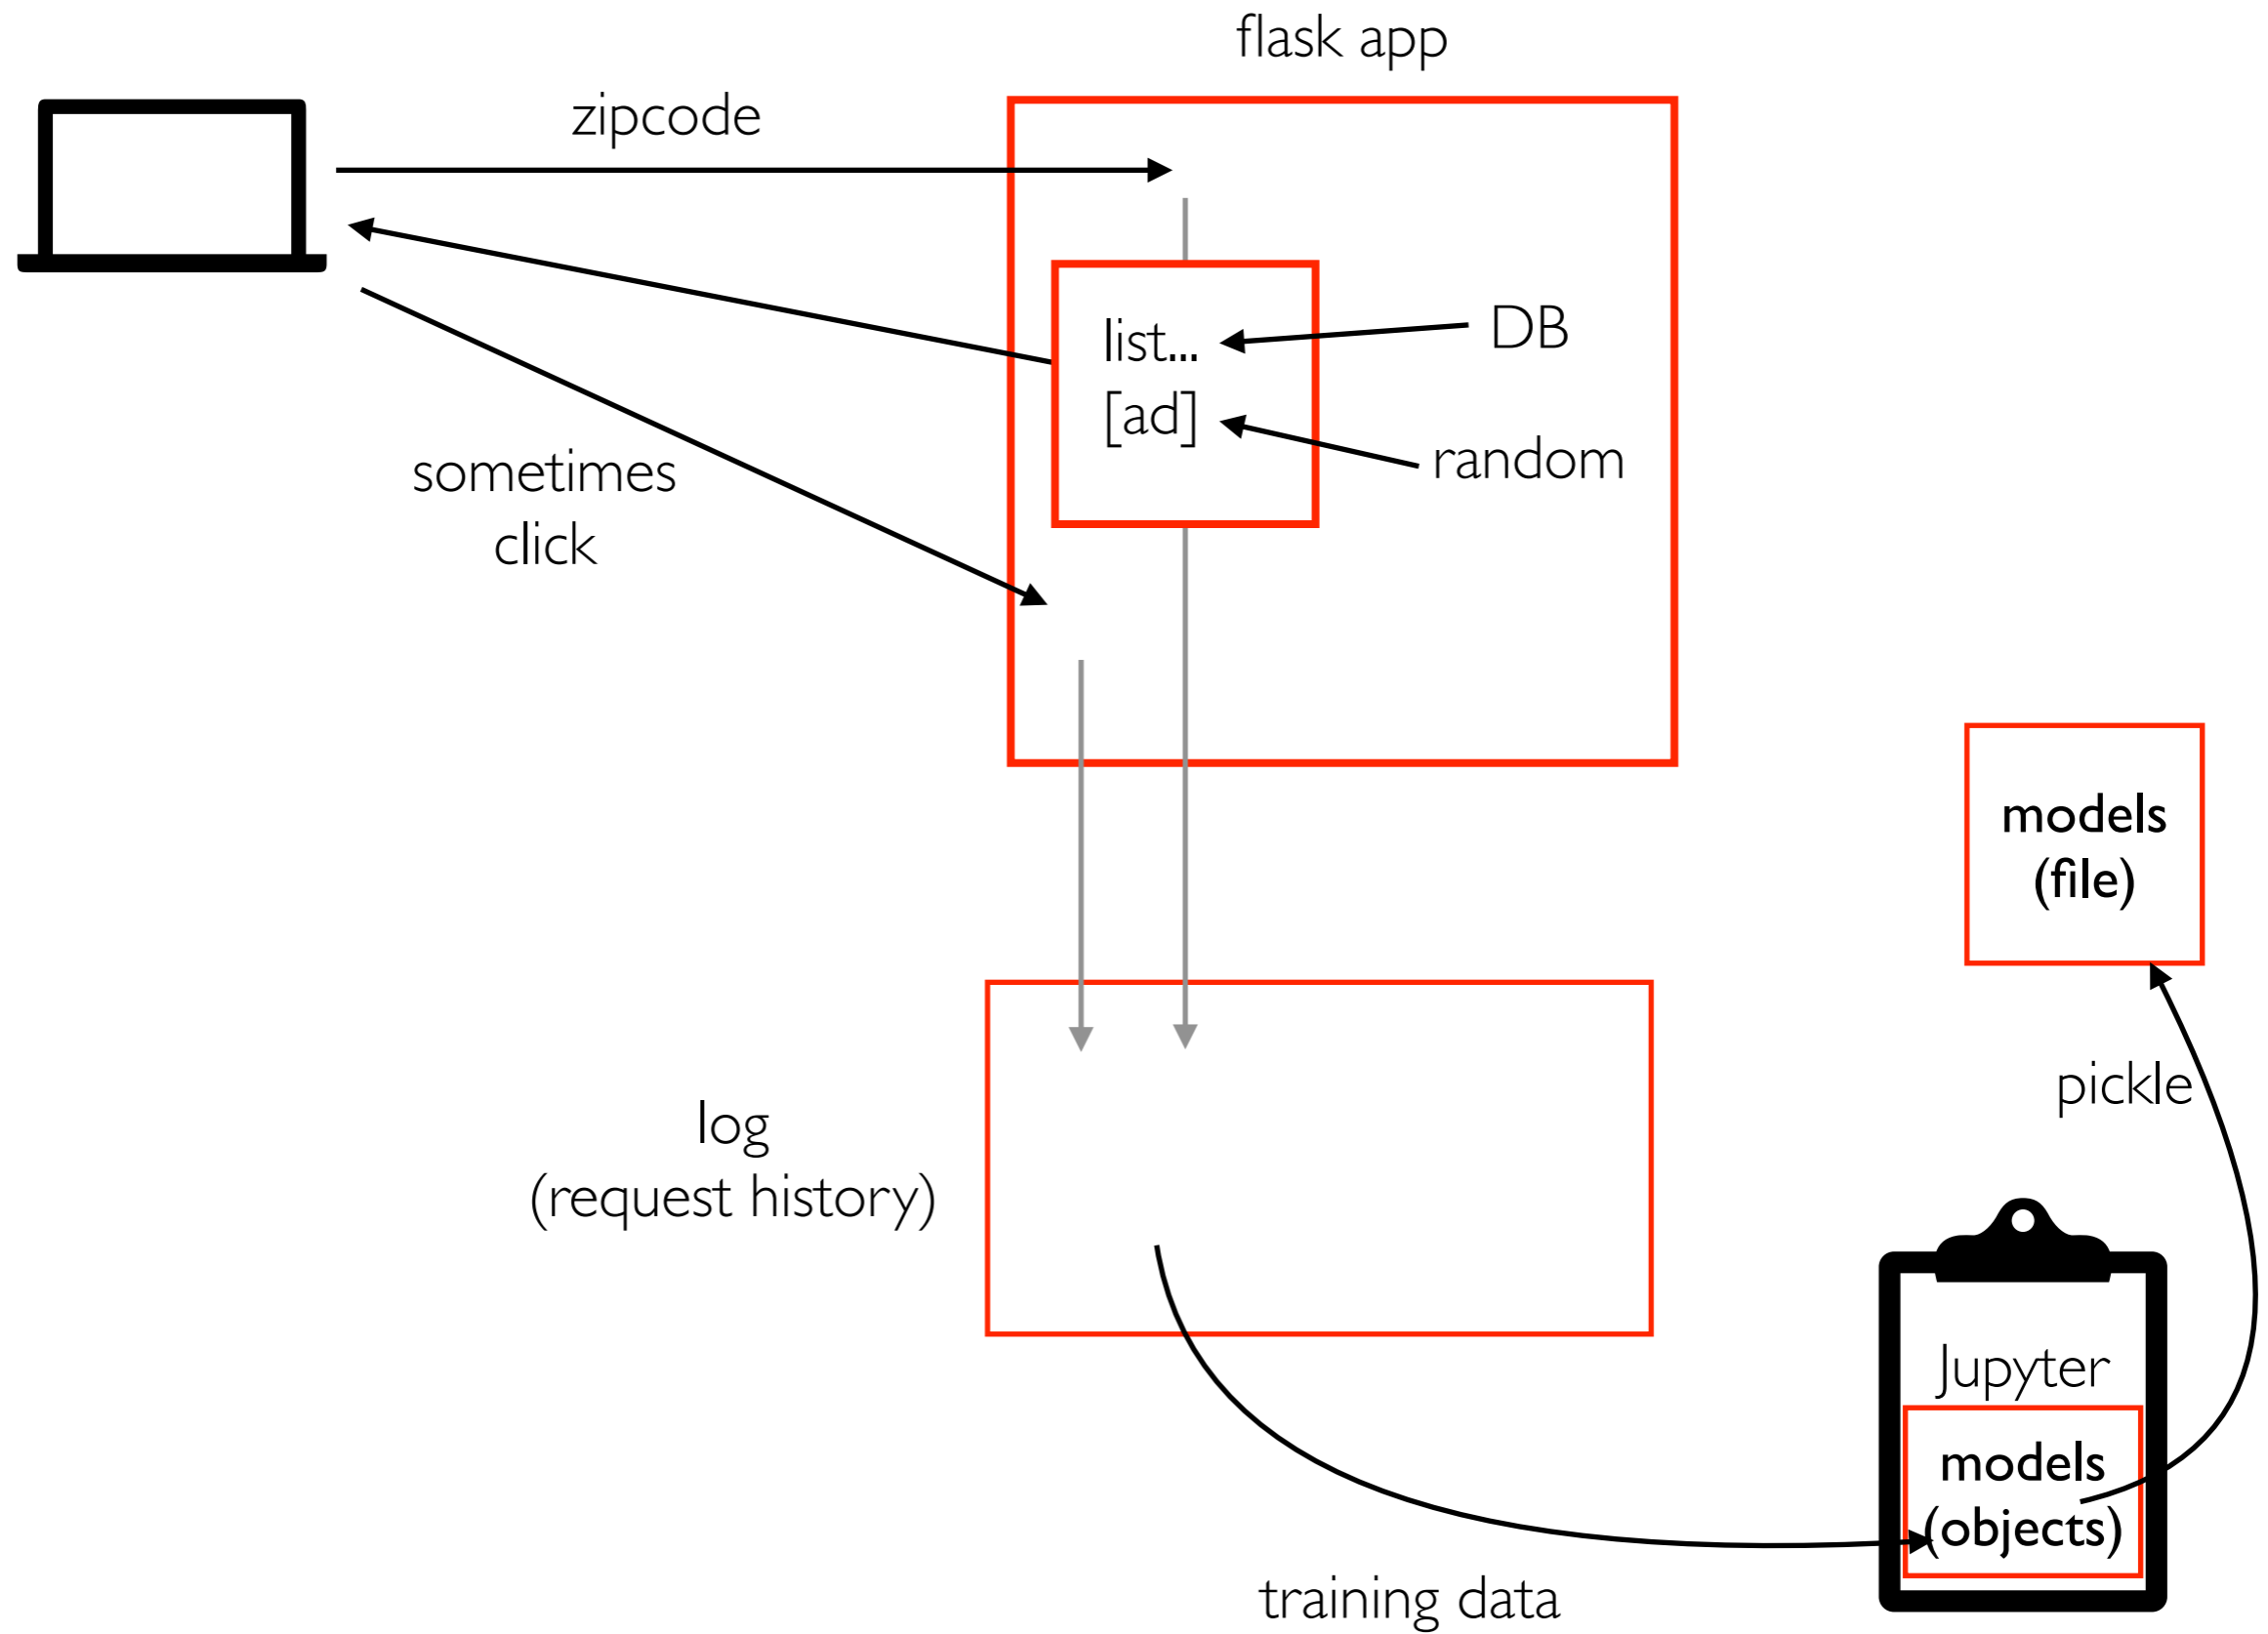 flask app
zipcode
list...
[ad]
DB
random
sometimes
click
models
(file)
pickle
log
(request history)
Jupyter
models
(objects)
training data